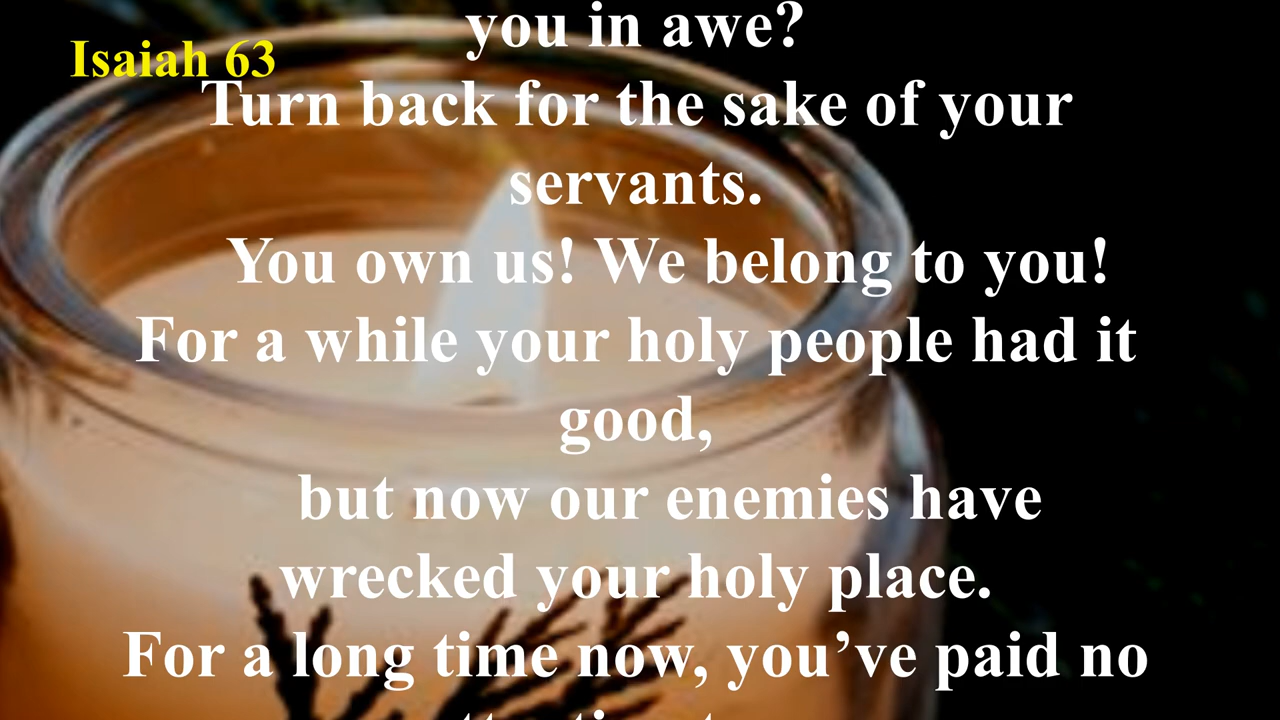 you in awe?
Isaiah 63
Turn back for the sake of your
servants.
You own us! We belong to you!
For a while your holy people had it
good,
but now our enemies have
wrecked your holy place.
For a long time now, you’ve paid no